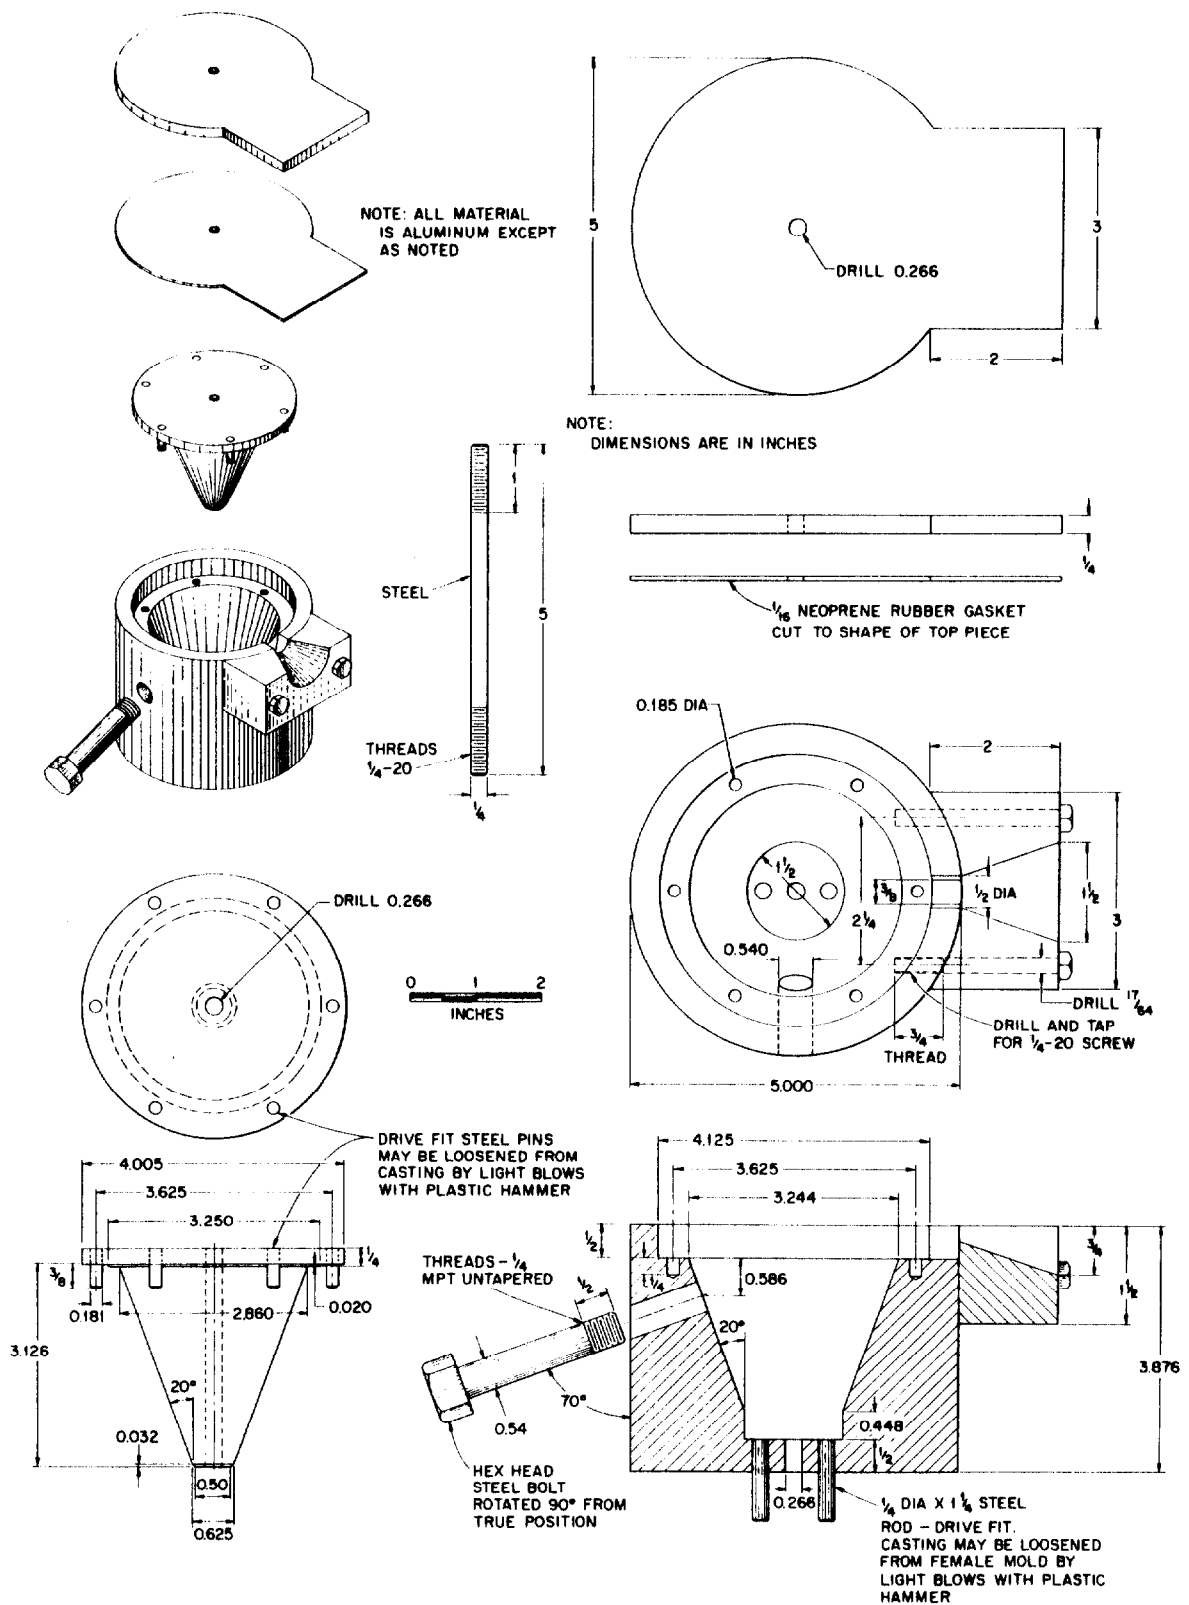 NOTE: ALL MATERIAL
IS ALUMINUM EXCEPT
AS NOTED
5
3
DRILL 0.266
2
NOTE:
DIMENSIONS ARE IN INCHES
1
STEEL
5
THREADS
1/4-20
1/4
1/4
1/16 NEOPRENE RUBBER GASKET
CUT TO SHAPE OF TOP PIECE
0.185 DIA
2
1 1/2
3/8
1/2 DIA
1 1/2
3
2 1/4
0.540
DRILL 17/64
DRILL AND TAP
FOR 1/4-20 SCREW
3/4
THREAD
5.000
DRILL 0.266
0 1 2
INCHES
DRIVE FIT STEEL PINS
MAY BE LOOSENED FROM
CASTING BY LIGHT BLOWS
WITH PLASTIC HAMMER
4.005
3.625
3.250
1/4
3/8
0.181
2.860
0.020
3.126
20°
0.032
0.50
0.625
4.125
3.625
3.244
1/2
THREADS - 1/4
MPT UNTAPERED
1/2
1/4
0.586
3/4
1 1/2
20°
3.876
70°
0.54
0.448
1/2
0.266
HEX HEAD
STEEL BOLT
ROTATED 90° FROM
TRUE POSITION
1/4 DIA X 1 1/4 STEEL
ROD - DRIVE FIT.
CASTING MAY BE LOOSENED
FROM FEMALE MOLD BY
LIGHT BLOWS WITH PLASTIC
HAMMER